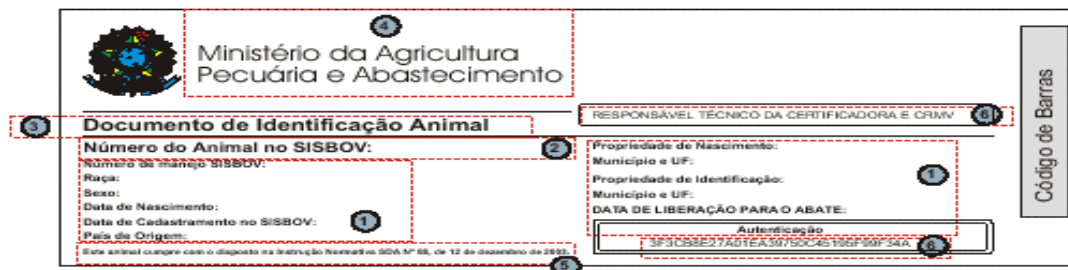 4
Ministério da Agricultura
Pecuária e Abastecimento
RESPONSÁVEL TÉCNICO DA CERTIFICADORA E CRMV 6
3 Documento de Identificação Animal
Número do Animal no SISBOV: 2
Número de manejo SISBOV:
Raça:
Sexo:
Data de Nascimento:
Data de Cadastramento no SISBOV: 1
País de Origem:
Este animal cumpre com o disposto na Instrução Normativa SDA Nº 88, de 12 de dezembro de 2003.
5
Propriedade de Nascimento:
Município e UF:
Propriedade de Identificação: 1
Município e UF:
DATA DE LIBERAÇÃO PARA O ABATE:
Autenticação
6
Código de Barras